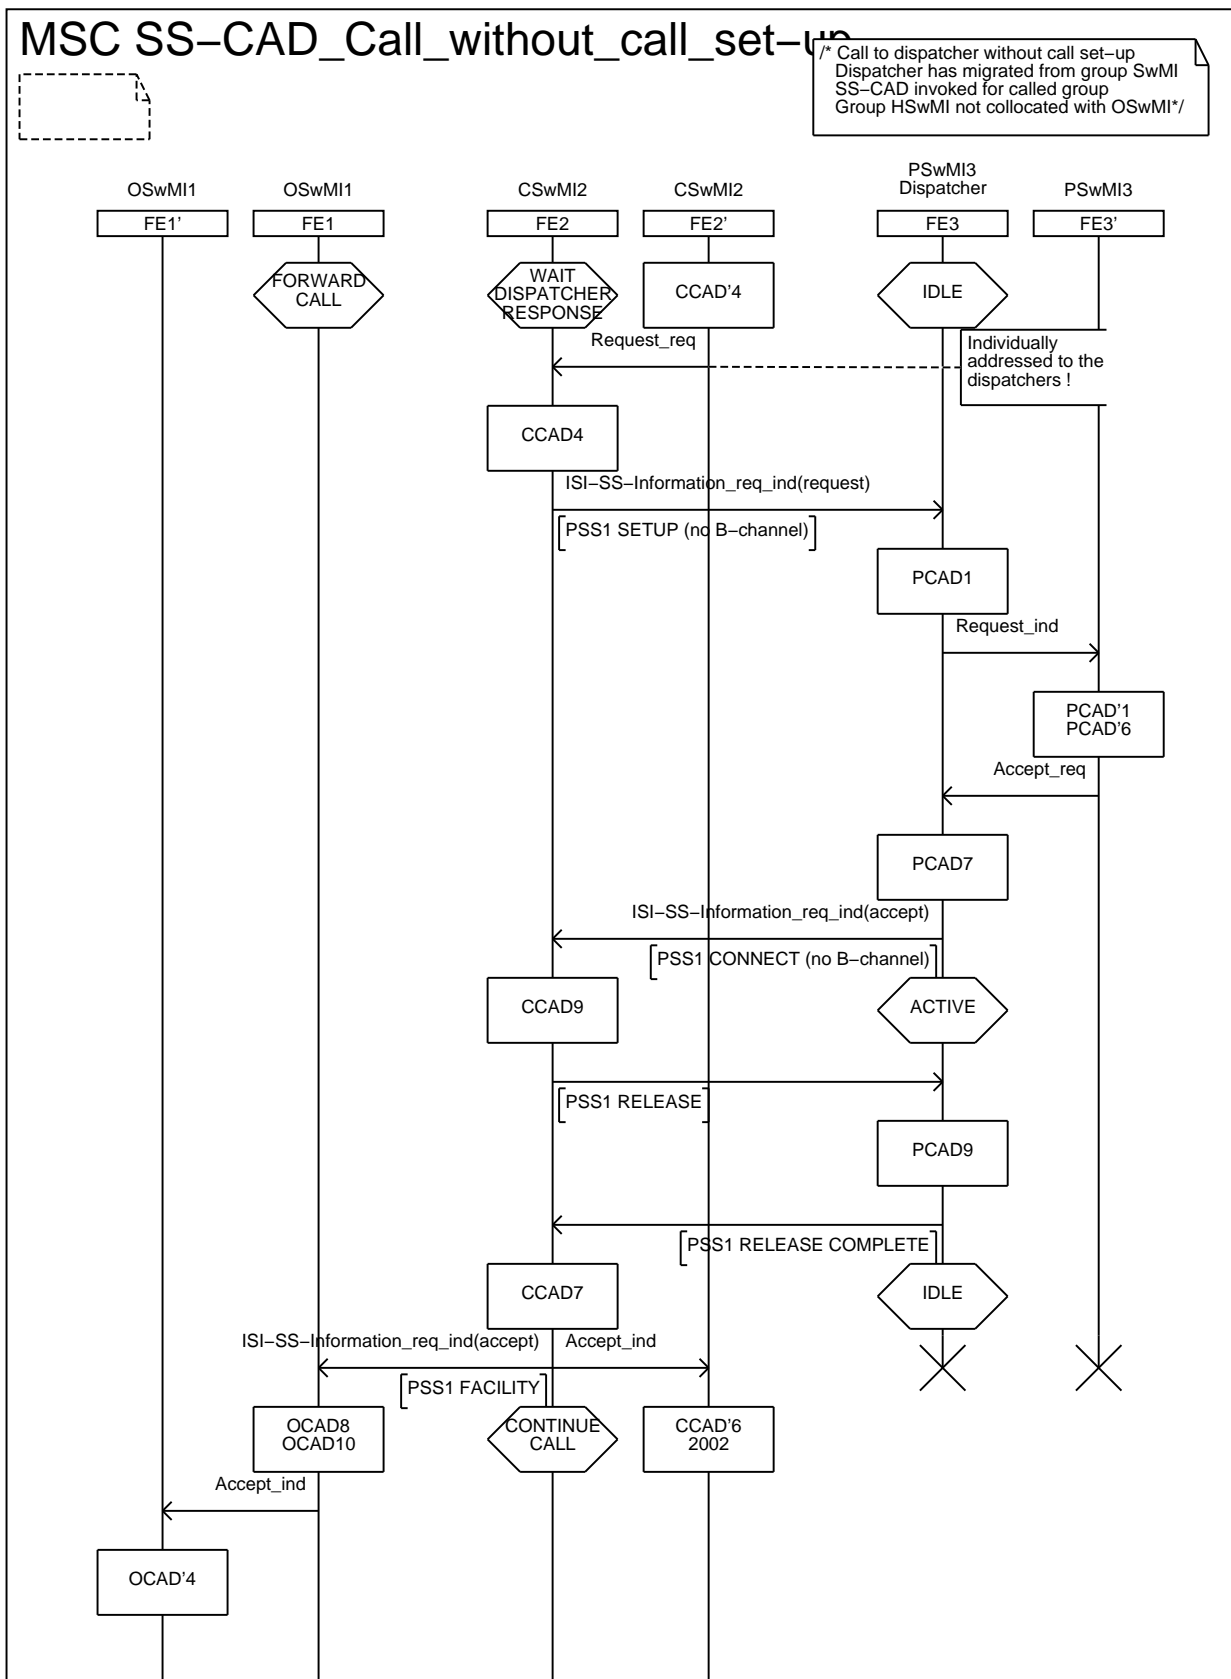 MSC SS–CAD_Call_without_call_set–up
/* Call to dispatcher without call set–up
Dispatcher has migrated from group SwMI
SS–CAD invoked for called group
Group HSwMI not collocated with OSwMI*/
OSwMI1
OSwMI1
CSwMI2
CSwMI2
PSwMI3
Dispatcher
PSwMI3
FE1'
FE1
FE2
FE2'
FE3
FE3'
FORWARD
CALL
WAIT
DISPATCHER
RESPONSE
CCAD'4
IDLE
Request_req
Individually
addressed to the
dispatchers !
CCAD4
ISI–SS–Information_req_ind(request)
PSS1 SETUP (no B–channel)
PCAD1
Request_ind
PCAD'1
PCAD'6
Accept_req
PCAD7
ISI–SS–Information_req_ind(accept)
PSS1 CONNECT (no B–channel)
CCAD9
ACTIVE
PSS1 RELEASE
PCAD9
PSS1 RELEASE COMPLETE
CCAD7
IDLE
ISI–SS–Information_req_ind(accept)
Accept_ind
PSS1 FACILITY
OCAD8
OCAD10
CONTINUE
CALL
CCAD'6
2002
Accept_ind
OCAD'4